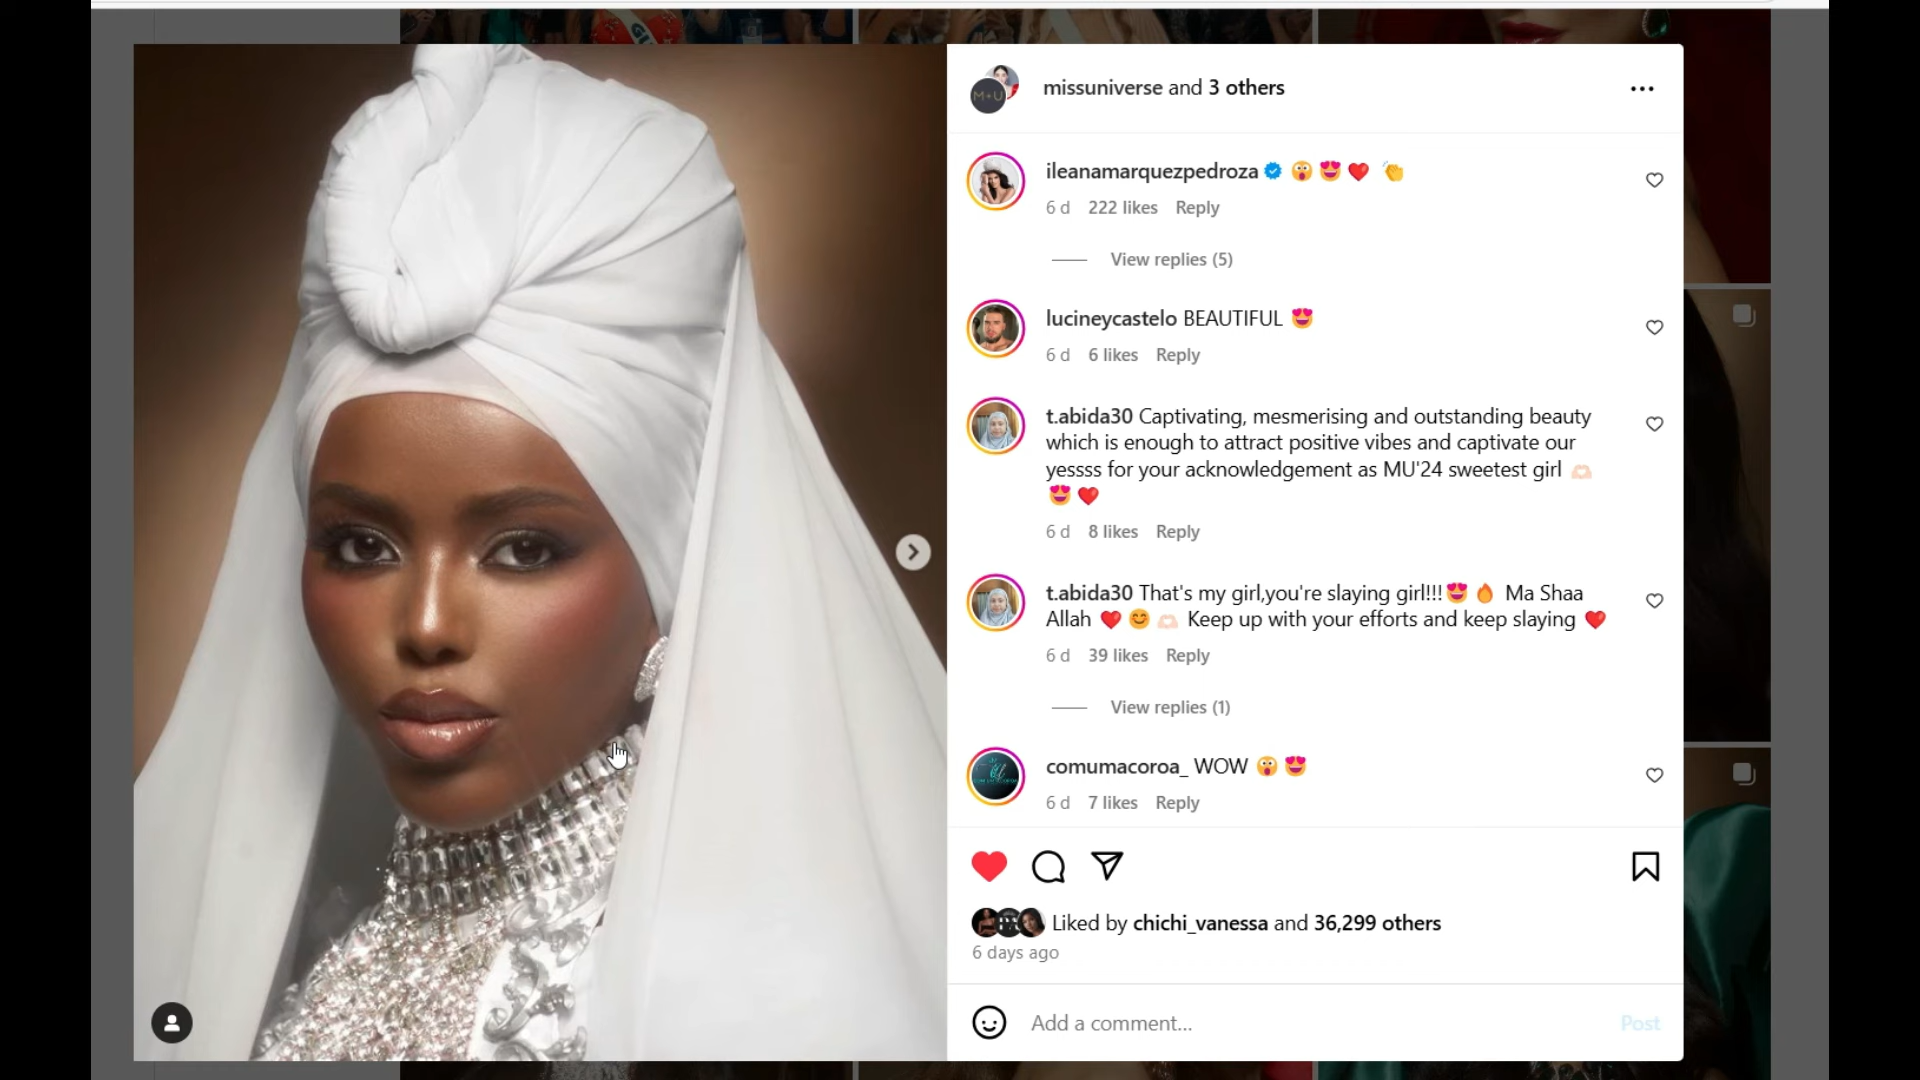 missuniverse and 3 others
M+U
ileanamarquezpedroza 😲 😍 ❤️ 👏
6 d 222 likes Reply
View replies (5)
lucineycastelo BEAUTIFUL 😍
6 d 6 likes Reply
t.abida30 Captivating, mesmerising and outstanding beauty
which is enough to attract positive vibes and captivate our
yessss for your acknowledgement as MU'24 sweetest girl 🫶🏻
😍 ❤️
6 d 8 likes Reply
t.abida30 That's my girl,you're slaying girl!!!😍 🔥 Ma Shaa
Allah ❤️ 😊 🫶🏻 Keep up with your efforts and keep slaying ❤️
6 d 39 likes Reply
View replies (1)
comumacoroa_ WOW 😲 😍
6 d 7 likes Reply
Liked by chichi_vanessa and 36,299 others
6 days ago
Add a comment...
Post